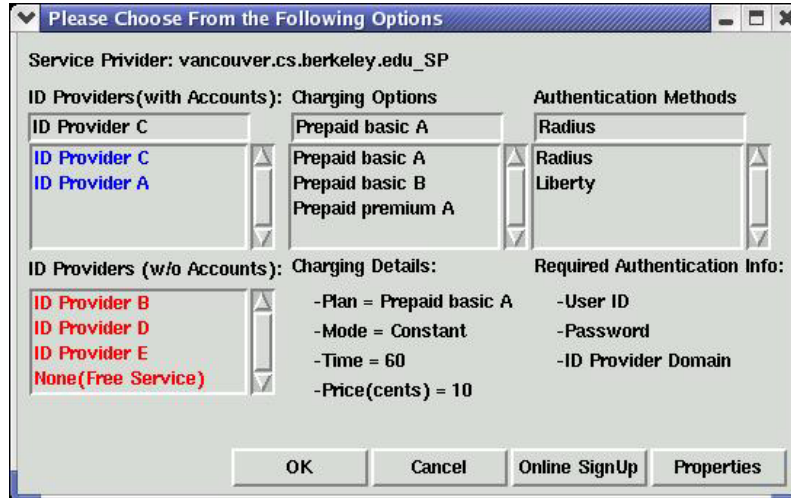 Please Choose From the Following Options
Service Privider: vancouver.cs.berkeley.edu_SP
ID Providers(with Accounts): Charging Options Authentication Methods
ID Provider C Prepaid basic A Radius
ID Provider C Prepaid basic A Radius
ID Provider A Prepaid basic B Liberty
Prepaid premium A
ID Providers (w/o Accounts): Charging Details: Required Authentication Info:
ID Provider B -Plan = Prepaid basic A -User ID
ID Provider D -Mode = Constant -Password
ID Provider E -Time = 60 -ID Provider Domain
None(Free Service) -Price(cents) = 10
OK Cancel Online SignUp Properties